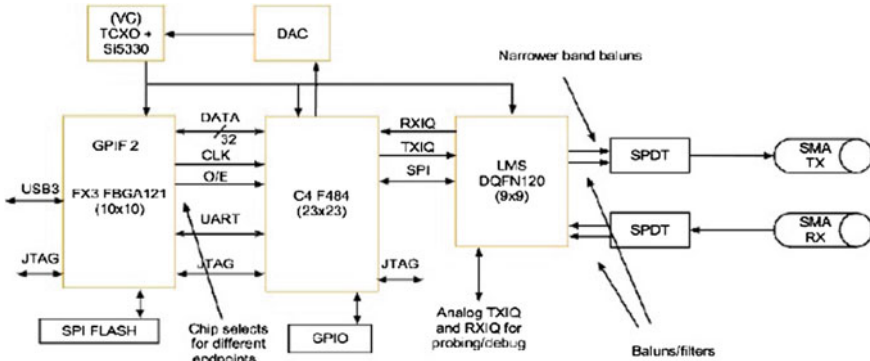 (VC)
TCXO +
Si5330
DAC
Narrower band baluns
GPIF 2
FX3 FBGA121
(10x10)
DATA
32
CLK
O/E
UART
JTAG
C4 F484
(23x23)
RXIQ
TXIQ
SPI
LMS
DQFN120
(9x9)
SPDT
SMA
TX
SPDT
SMA
RX
USB3
JTAG
JTAG
SPI FLASH
Chip selects
for different
endpoints
GPIO
Analog TXIQ
and RXIQ for
probing/debug
Baluns/filters